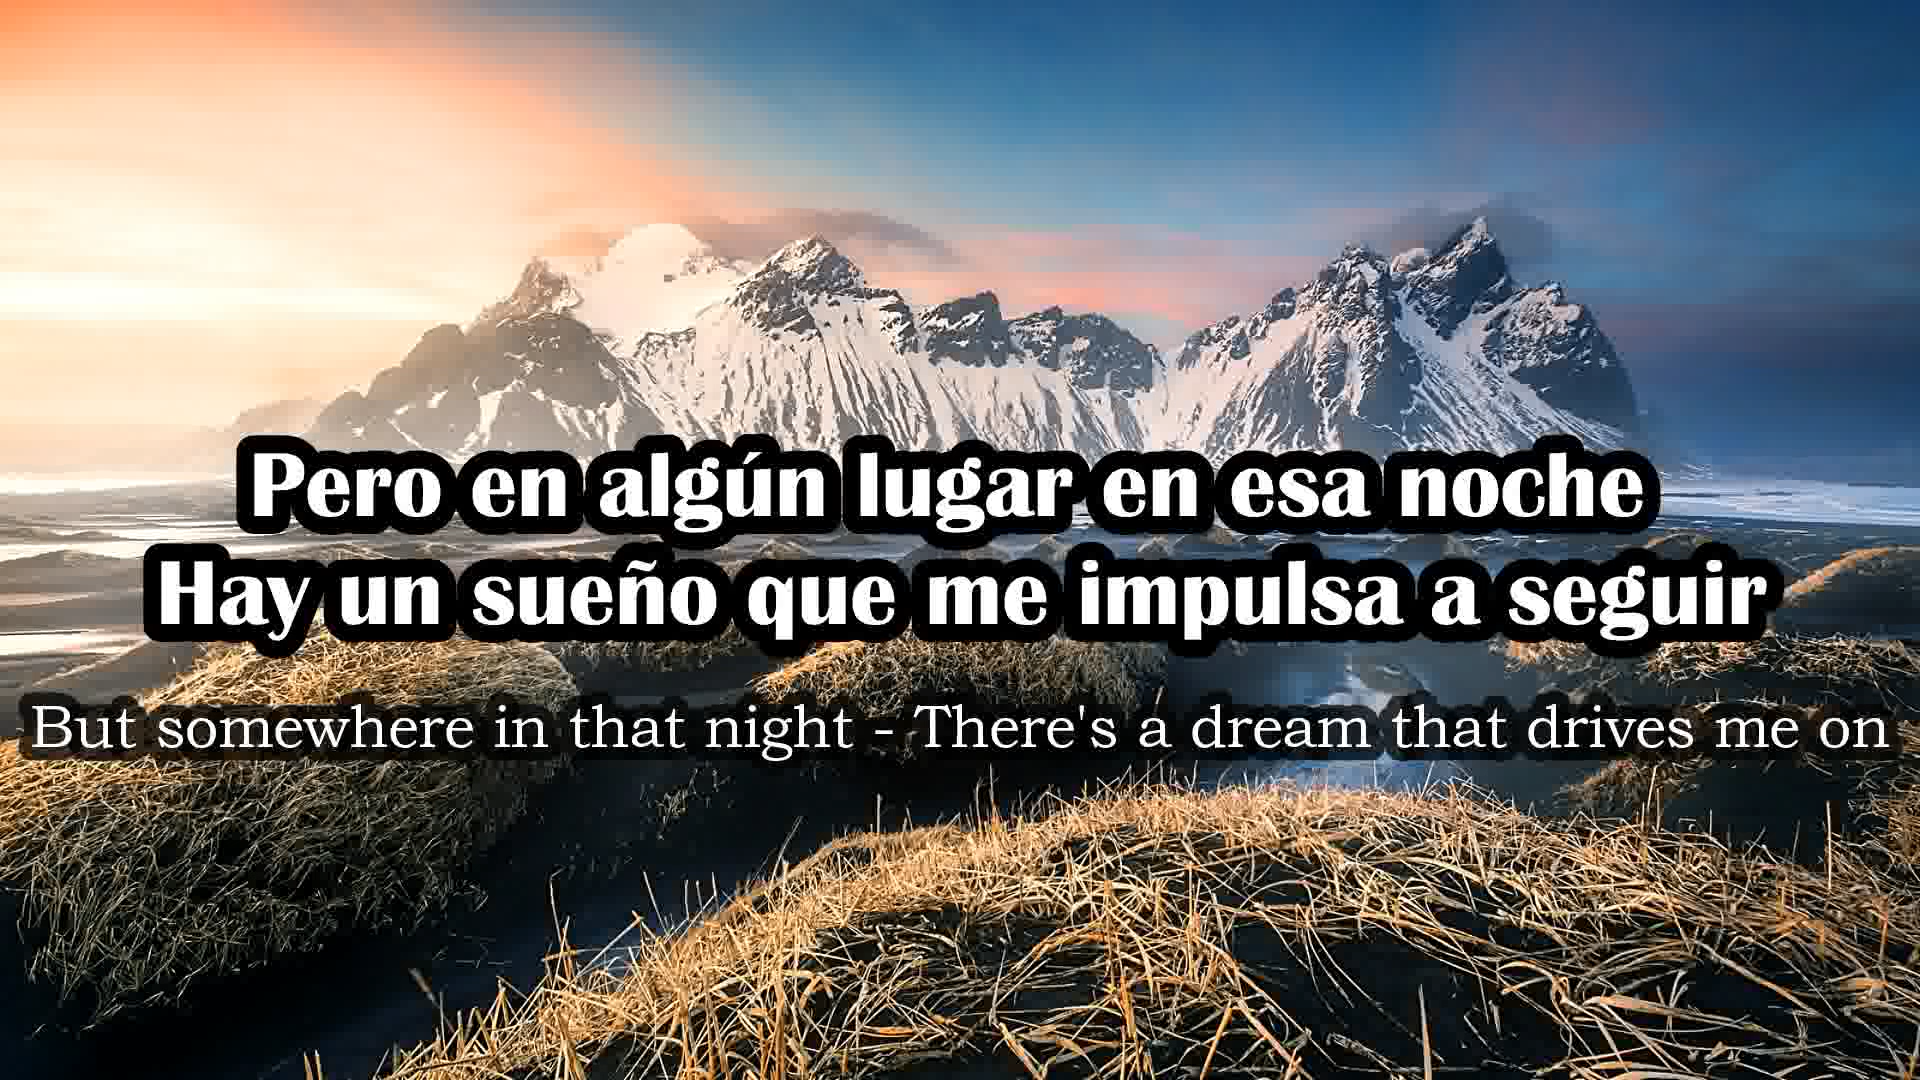 Pero en algún lugar en esa noche
Hay un sueño que me impulsa a seguir
But somewhere in that night - There's a dream that drives me on